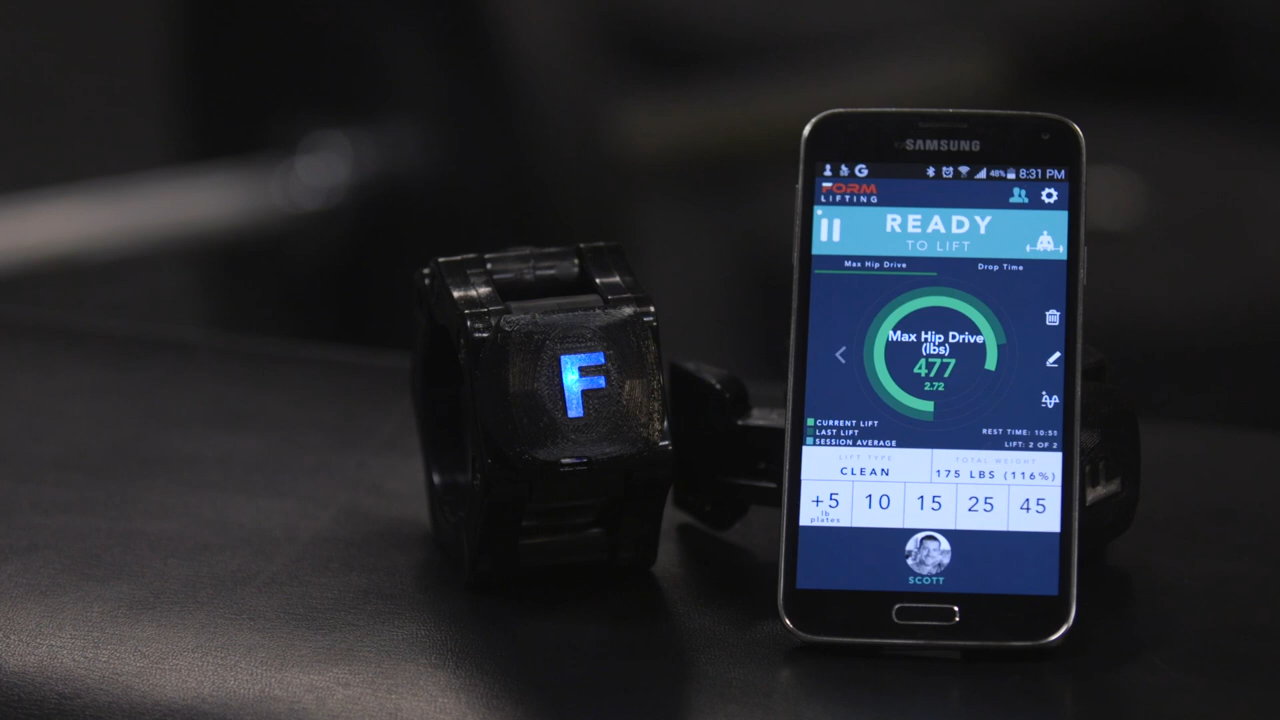 F
SAMSUNG
G 48% 8:31 PM
FORM
LIFTING
READY
TO LIFT
Max Hip Drive Drop Time
Max Hip Drive
(lbs)
477
2.72
CURRENT LIFT
LAST LIFT
SESSION AVERAGE
REST TIME: 10:51
LIFT: 2 OF 2
LIFT TYPE TOTAL WEIGHT
CLEAN 175 LBS (116%)
+5 10 15 25 45
lb
plates
SCOTT